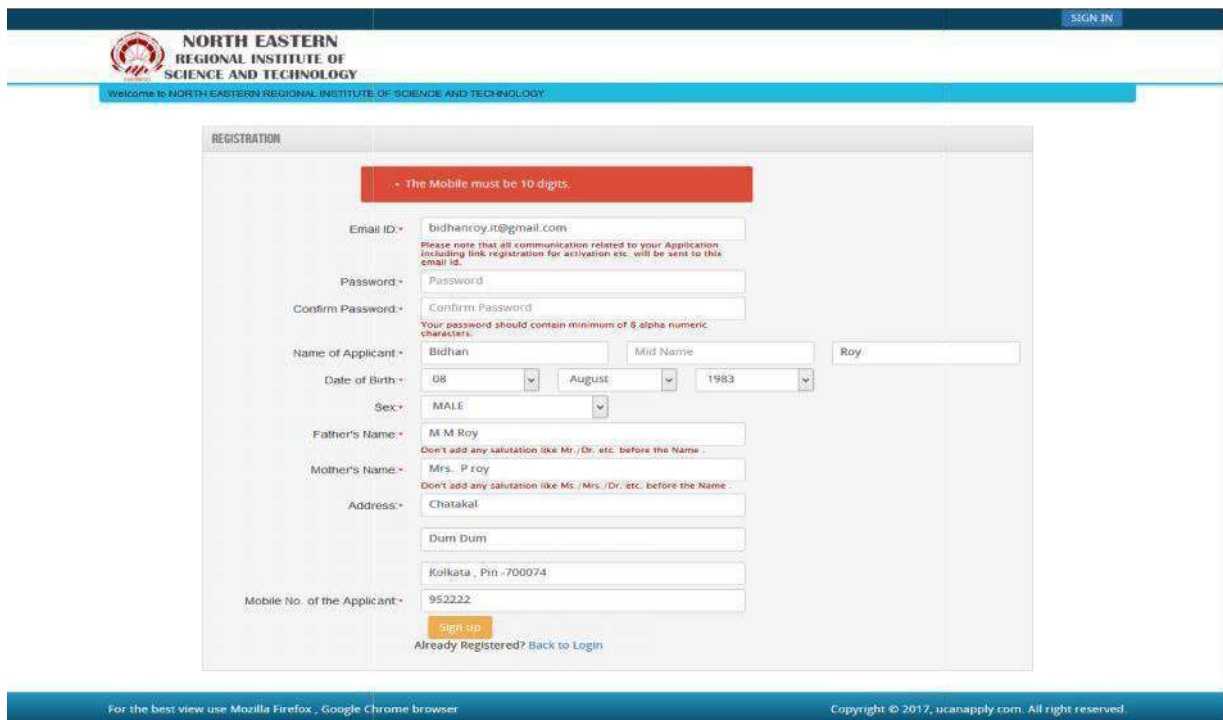 SIGN IN
NORTH EASTERN
REGIONAL INSTITUTE OF
SCIENCE AND TECHNOLOGY
Welcome to NORTH EASTERN REGIONAL INSTITUTE OF SCIENCE AND TECHNOLOGY
REGISTRATION
• The Mobile must be 10 digits.
Email ID:* bidhanroy.it@gmail.com
Please note that all communication related to your Application
including link registration for activation etc. will be sent to this
email id.
Password:* Password
Confirm Password:* Confirm Password
Your password should contain minimum of 8 alpha numeric
characters.
Name of Applicant:* Bidhan Mid Name Roy
Date of Birth:* 08 August 1983
Sex:* MALE
Father's Name:* M M Roy
Don't add any salutation like Mr./Dr. etc. before the Name .
Mother's Name:* Mrs. P roy
Don't add any salutation like Ms./Mrs./Dr. etc. before the Name .
Address:* Chatakal
Dum Dum
Kolkata , Pin -700074
Mobile No. of the Applicant:* 952222
Sign up
Already Registered? Back to Login
For the best view use Mozilla Firefox , Google Chrome browser Copyright © 2017, ucanapply.com. All right reserved.